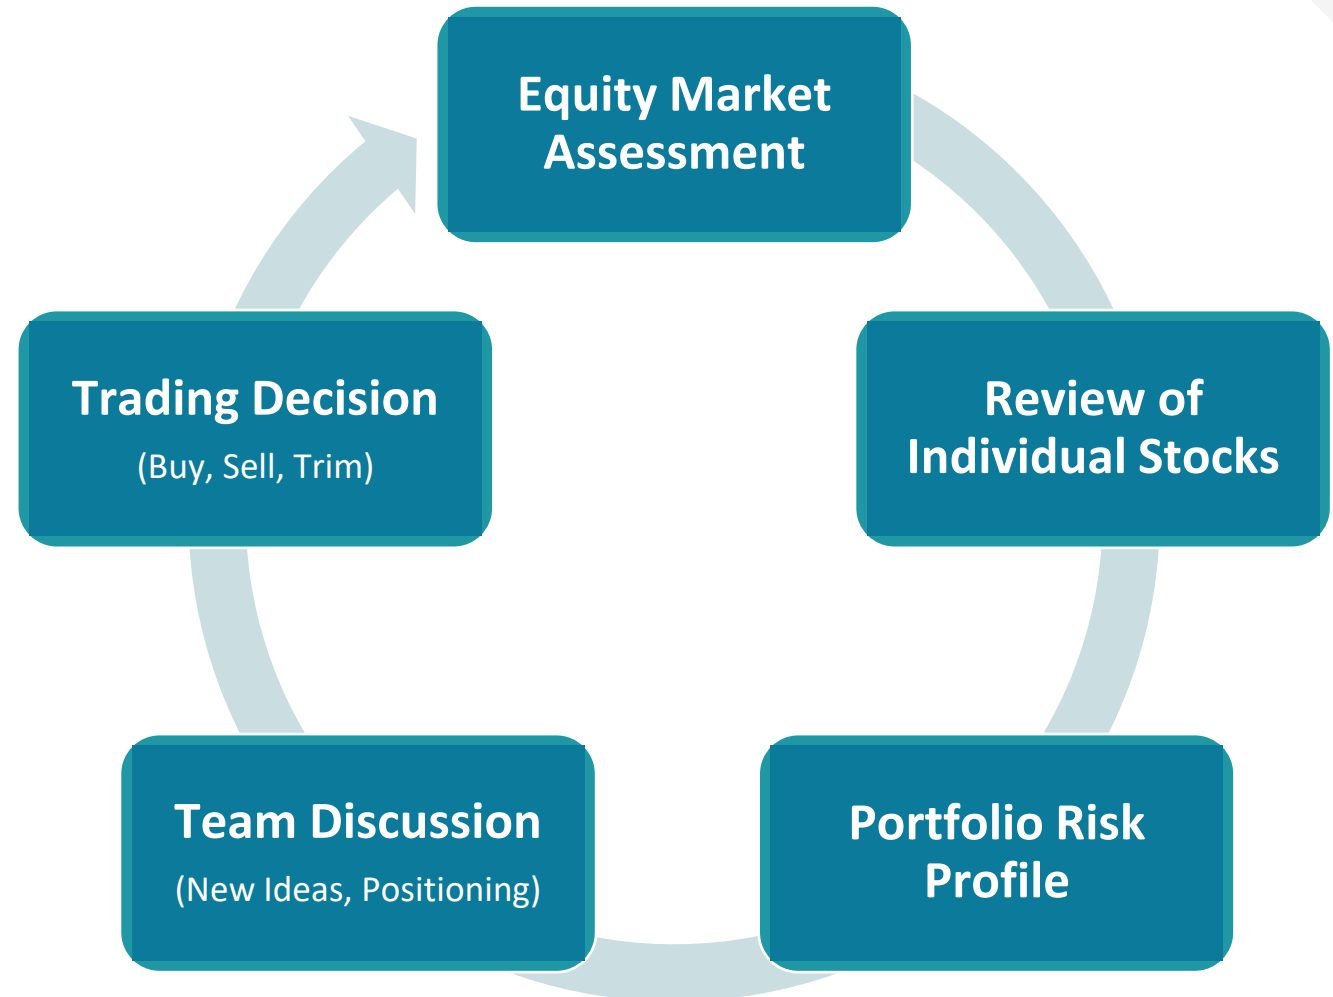 Equity Market
Assessment
Review of
Individual Stocks
Portfolio Risk
Profile
Team Discussion
(New Ideas, Positioning)
Trading Decision
(Buy, Sell, Trim)